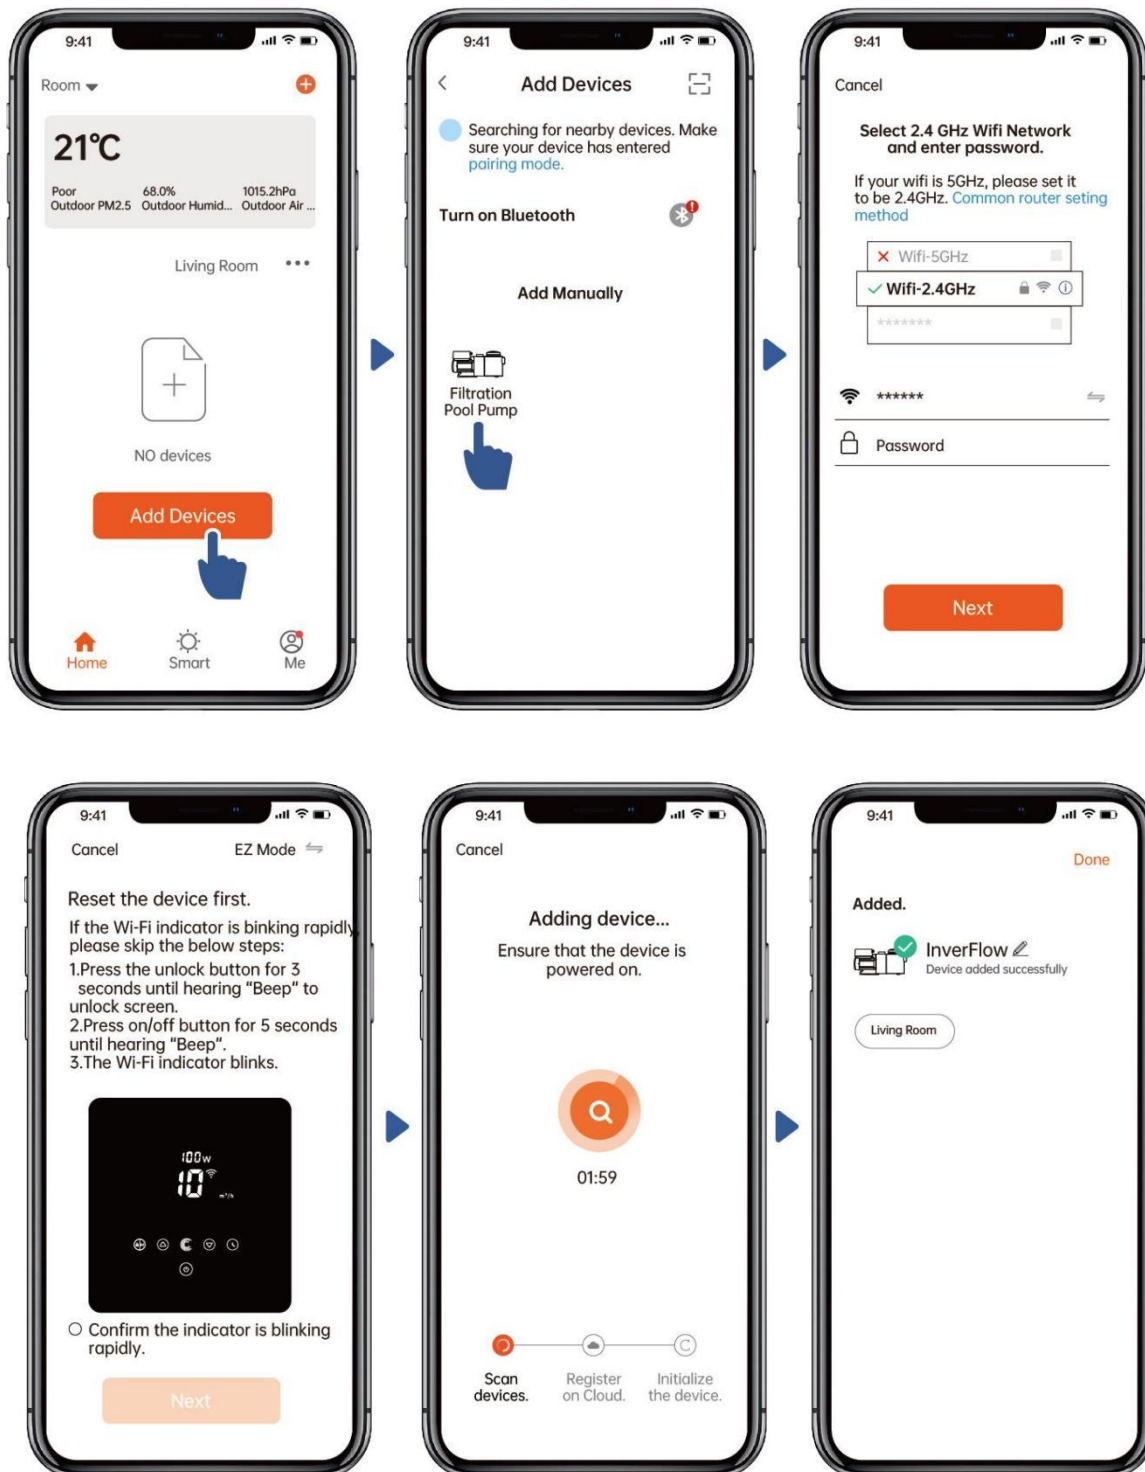 9:41
Room
21℃
Poor 68.0% 1015.2hPa
Outdoor PM2.5 Outdoor Humid... Outdoor Air ...
Living Room
NO devices
Add Devices
Home Smart Me
9:41
Add Devices
Searching for nearby devices. Make
sure your device has entered
pairing mode.
Turn on Bluetooth
Add Manually
Filtration
Pool Pump
9:41
Cancel
Select 2.4 GHz Wifi Network
and enter password.
If your wifi is 5GHz, please set it
to be 2.4GHz. Common router seting
method
Wifi-5GHz
Wifi-2.4GHz
*******
******
Password
Next
9:41
Cancel EZ Mode
Reset the device first.
If the Wi-Fi indicator is binking rapidly,
please skip the below steps:
1.Press the unlock button for 3
seconds until hearing "Beep" to
unlock screen.
2.Press on/off button for 5 seconds
until hearing "Beep".
3.The Wi-Fi indicator blinks.
100w
10
m³/h
Confirm the indicator is blinking
rapidly.
Next
9:41
Cancel
Adding device...
Ensure that the device is
powered on.
01:59
Scan Register Initialize
devices. on Cloud. the device.
9:41
Done
Added.
InverFlow
Device added successfully
Living Room